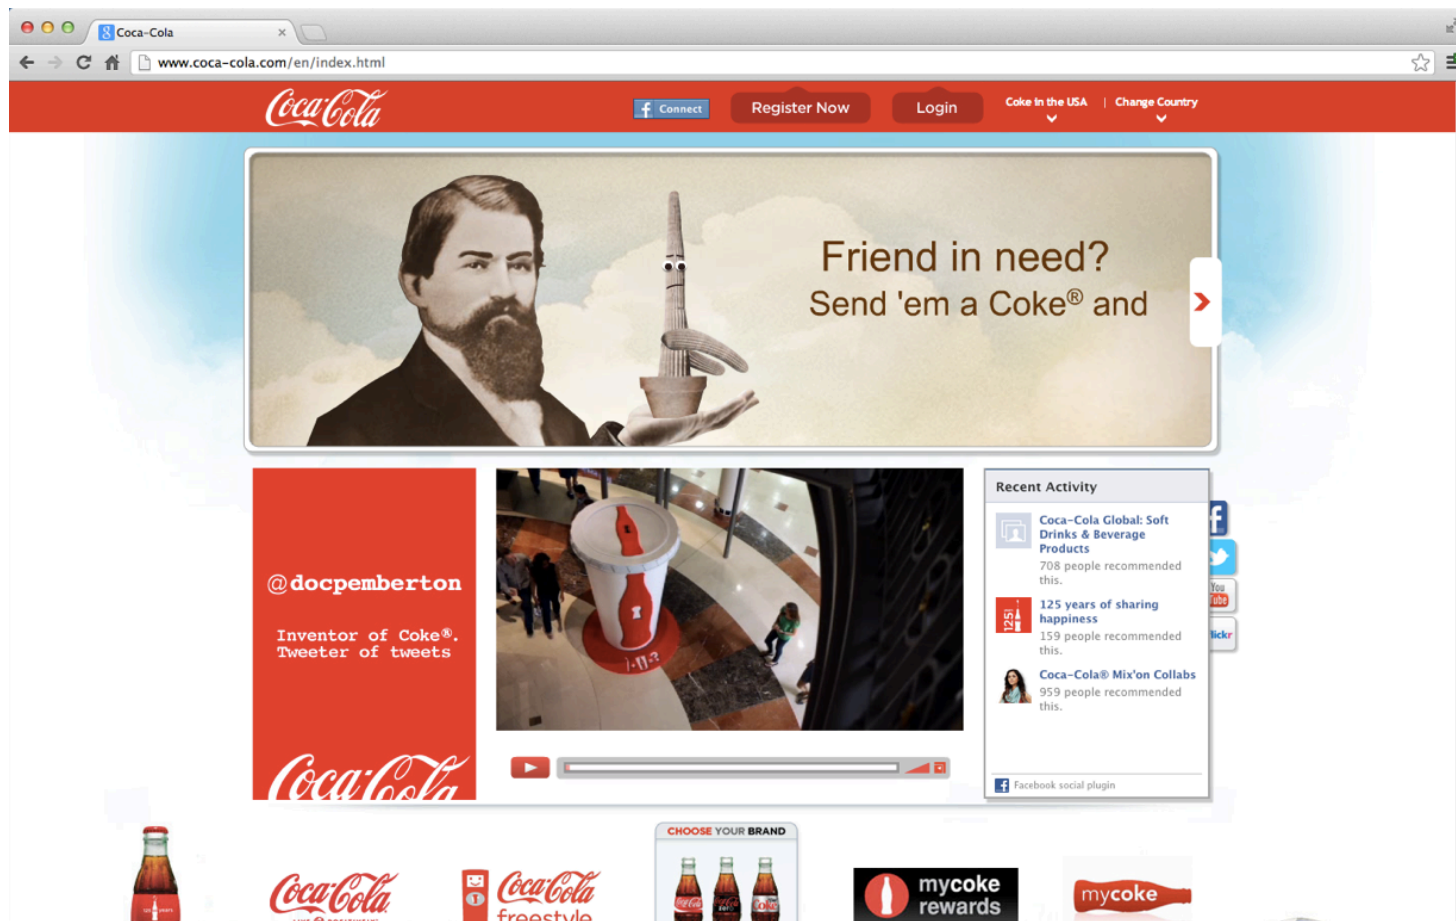 Coca-Cola
www.coca-cola.com/en/index.html
Coca-Cola
Connect
Register Now
Login
Coke in the USA | Change Country
Friend in need?
Send 'em a Coke® and
@docpemberton
Inventor of Coke®.
Tweeter of tweets
Coca-Cola
Recent Activity
Coca-Cola Global: Soft
Drinks & Beverage
Products
708 people recommended
this.
125 years of sharing
happiness
159 people recommended
this.
Coca-Cola® Mix'on Collabs
959 people recommended
this.
Facebook social plugin
You
Tube
flickr
CHOOSE YOUR BRAND
Coca-Cola
Coca-Cola
freestyle
mycoke
rewards
mycoke